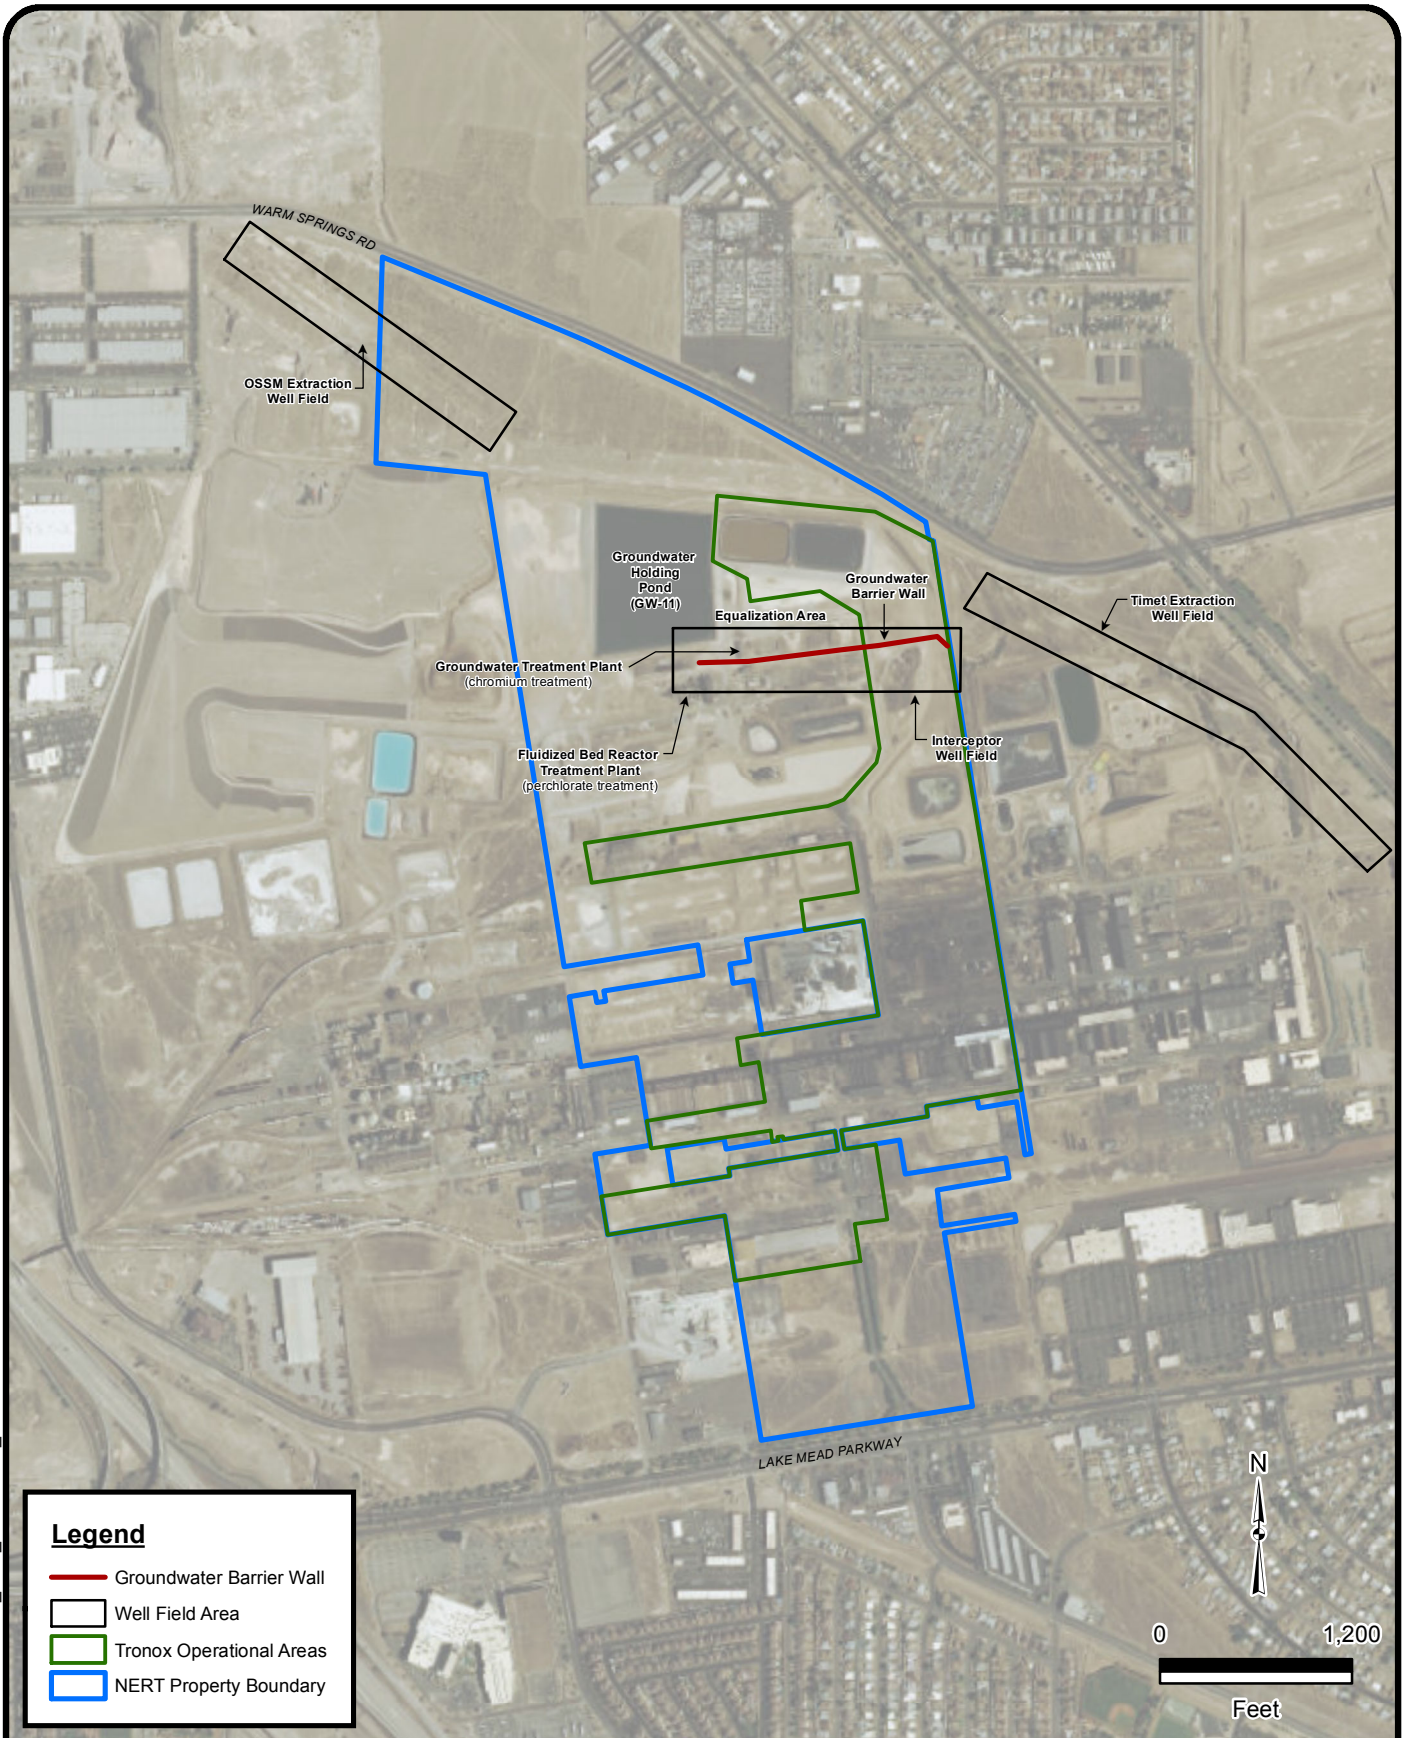 WARM SPRINGS RD
OSSM Extraction
Well Field
Groundwater
Holding
Pond
(GW-11)
Groundwater
Barrier Wall
Equalization Area
Timet Extraction
Well Field
Groundwater Treatment Plant
(chromium treatment)
Fluidized Bed Reactor
Treatment Plant
(perchlorate treatment)
Interceptor
Well Field
LAKE MEAD PARKWAY
N
Legend
Groundwater Barrier Wall
Well Field Area
Tronox Operational Areas
NERT Property Boundary
0 1,200
Feet